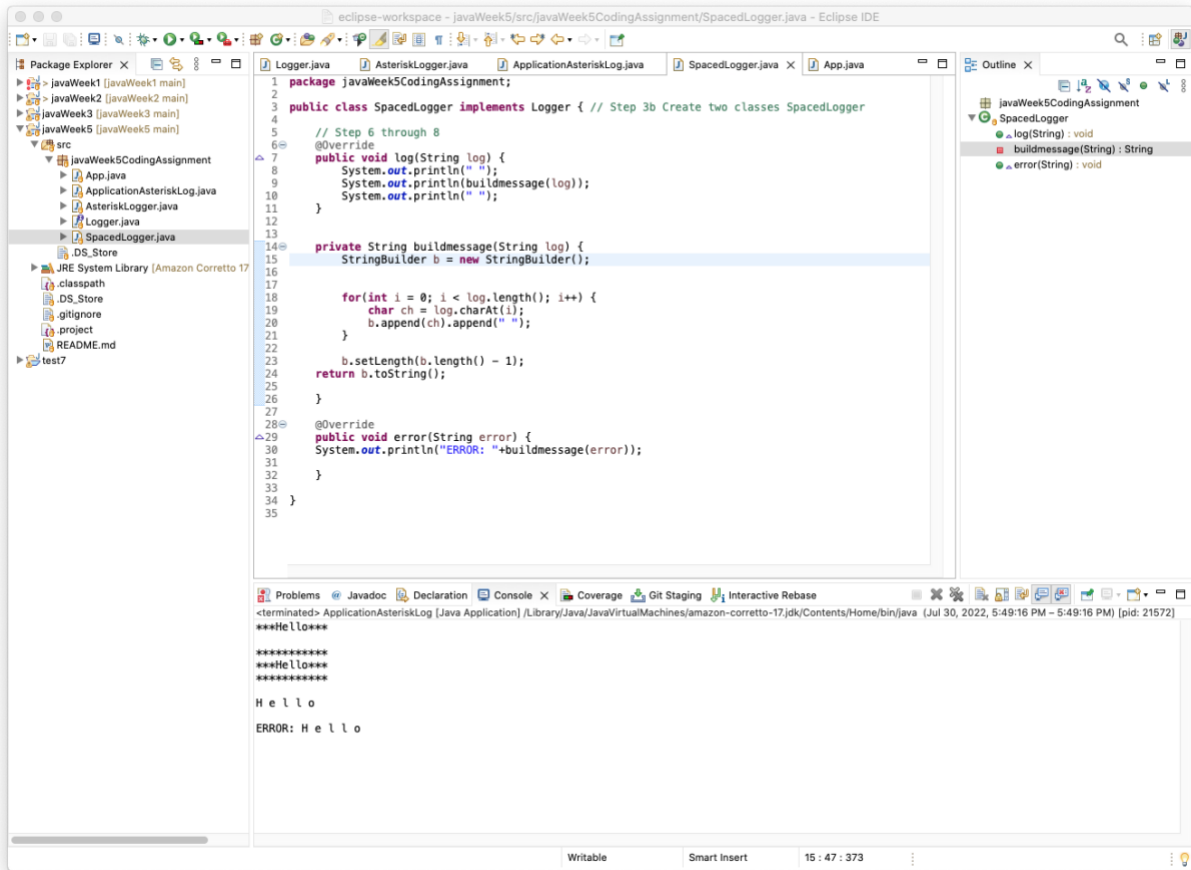 eclipse-workspace - javaWeek5/src/javaWeek5CodingAssignment/SpacedLogger.java - Eclipse IDE
Package Explorer
> javaWeek1 [javaWeek1 main]
> javaWeek2 [javaWeek2 main]
javaWeek3 [javaWeek3 main]
javaWeek5 [javaWeek5 main]
src
javaWeek5CodingAssignment
App.java
ApplicationAsteriskLog.java
AsteriskLogger.java
Logger.java
SpacedLogger.java
.DS_Store
JRE System Library [Amazon Corretto 17
.classpath
.DS_Store
.gitignore
.project
README.md
test7
Logger.java AsteriskLogger.java ApplicationAsteriskLog.java SpacedLogger.java App.java
1 package javaWeek5CodingAssignment;
2
3 public class SpacedLogger implements Logger { // Step 3b Create two classes SpacedLogger
4
5 // Step 6 through 8
6 @Override
7 public void log(String log) {
8 System.out.println(" ");
9 System.out.println(buildmessage(log));
10 System.out.println(" ");
11 }
12
13
14 private String buildmessage(String log) {
15 StringBuilder b = new StringBuilder();
16
17
18 for(int i = 0; i < log.length(); i++) {
19 char ch = log.charAt(i);
20 b.append(ch).append(" ");
21 }
22
23 b.setLength(b.length() - 1);
24 return b.toString();
25
26 }
27
28 @Override
29 public void error(String error) {
30 System.out.println("ERROR: "+buildmessage(error));
31
32 }
33
34 }
35
Outline
javaWeek5CodingAssignment
SpacedLogger
log(String) : void
buildmessage(String) : String
error(String) : void
Problems Javadoc Declaration Console Coverage Git Staging Interactive Rebase
<terminated> ApplicationAsteriskLog [Java Application] /Library/Java/JavaVirtualMachines/amazon-corretto-17.jdk/Contents/Home/bin/java (Jul 30, 2022, 5:49:16 PM – 5:49:16 PM) [pid: 21572]
***Hello***
***********
***Hello***
***********
H e l l o
ERROR: H e l l o
Writable Smart Insert 15 : 47 : 373